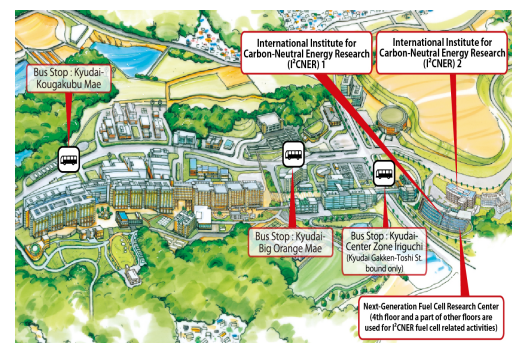 International Institute for
Carbon-Neutral Energy Research
(I²CNER) 1
International Institute for
Carbon-Neutral Energy Research
(I²CNER) 2
Bus Stop : Kyudai-
Kougakubu Mae
Bus Stop : Kyudai-
Big Orange Mae
Bus Stop : Kyudai-
Center Zone Iriguchi
(Kyudai Gakken-Toshi St.
bound only)
Next-Generation Fuel Cell Research Center
(4th floor and a part of other floors are
used for I²CNER fuel cell related activities)